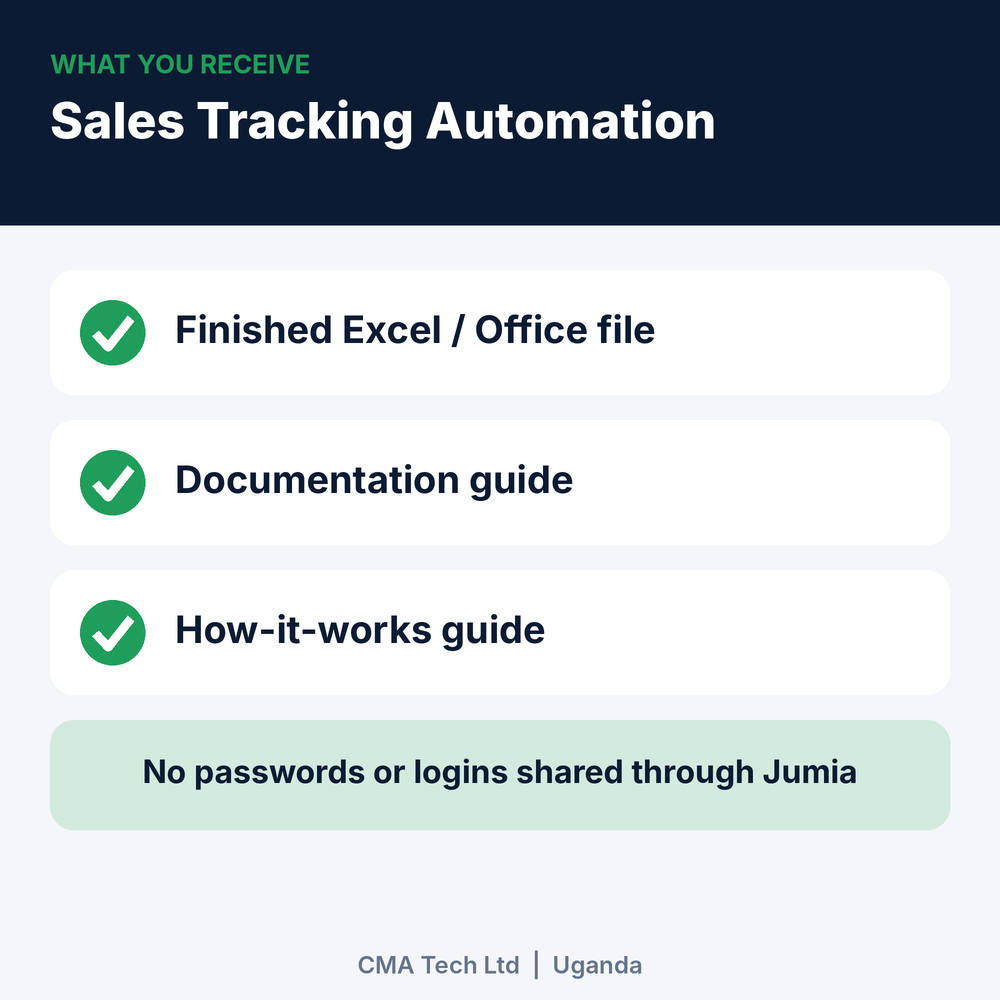 WHAT YOU RECEIVE
Sales Tracking Automation
Finished Excel / Office file
Documentation guide
How-it-works guide
No passwords or logins shared through Jumia
CMA Tech Ltd | Uganda